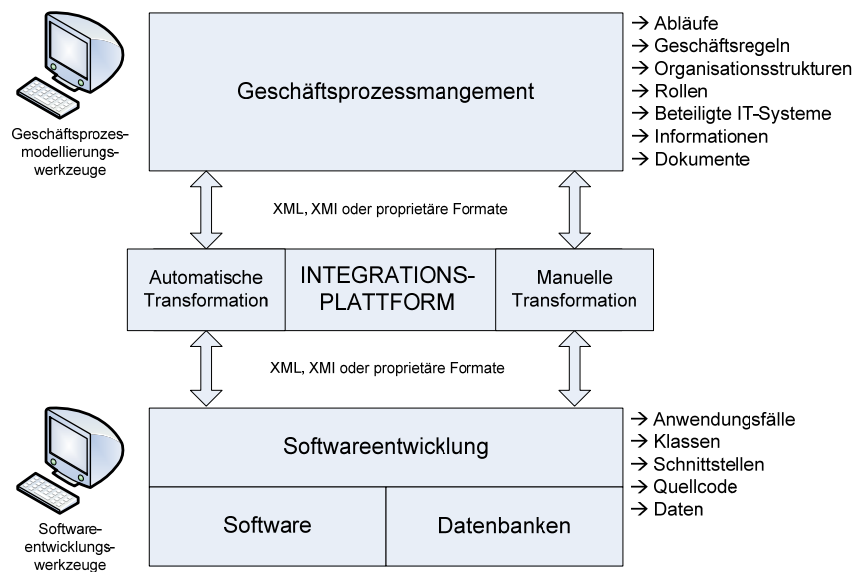 Geschäftsprozessmangement
→ Abläufe
→ Geschäftsregeln
→ Organisationsstrukturen
→ Rollen
→ Beteiligte IT-Systeme
→ Informationen
→ Dokumente
Geschäftsprozes-
modellierungs-
werkzeuge
XML, XMI oder proprietäre Formate
Automatische
Transformation
INTEGRATIONS-
PLATTFORM
Manuelle
Transformation
XML, XMI oder proprietäre Formate
Softwareentwicklung
→ Anwendungsfälle
→ Klassen
→ Schnittstellen
→ Quellcode
→ Daten
Software
Datenbanken
Software-
entwicklungs-
werkzeuge